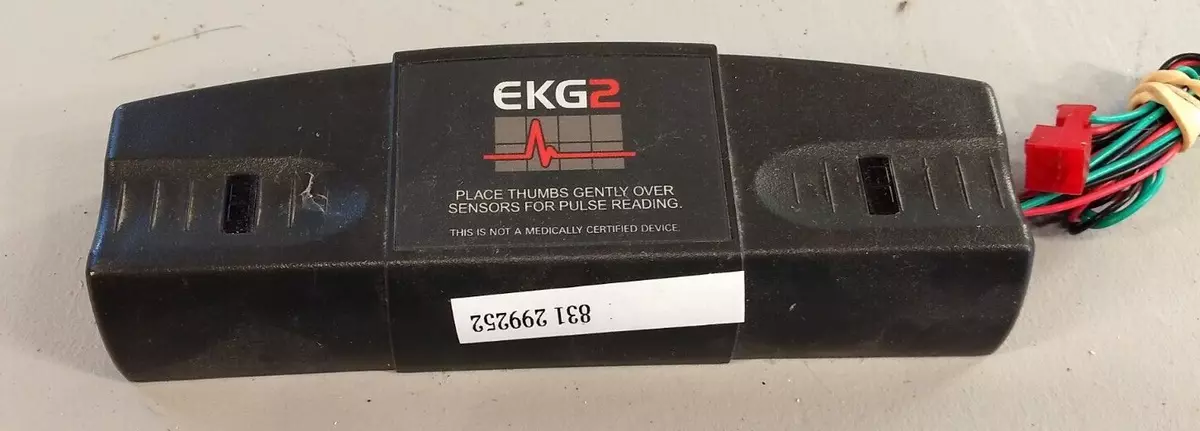 EKG2
PLACE THUMBS GENTLY OVER
SENSORS FOR PULSE READING.
THIS IS NOT A MEDICALLY CERTIFIED DEVICE.
831 299252